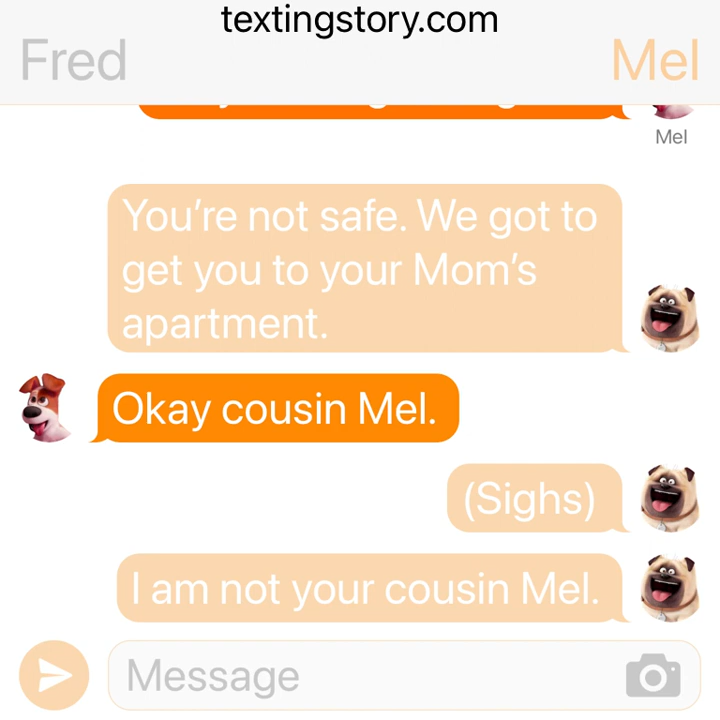 textingstory.com
Fred
Mel
Mel
You're not safe. We got to
get you to your Mom's
apartment.
Okay cousin Mel.
(Sighs)
I am not your cousin Mel.
Message